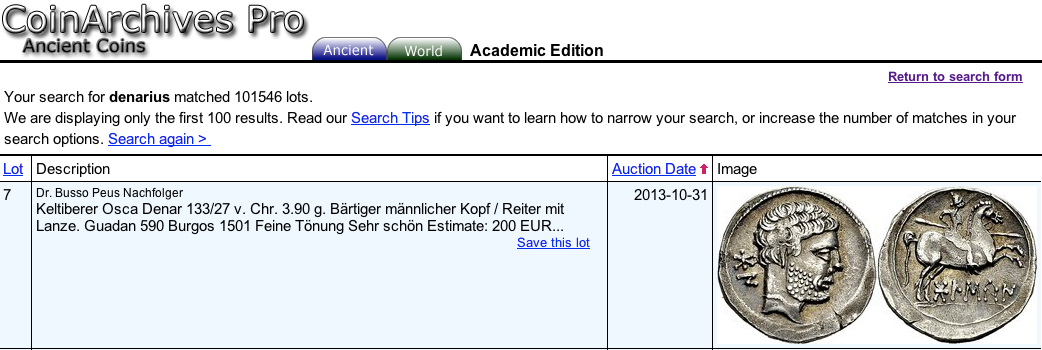 CoinArchives Pro
Ancient Coins
Ancient World Academic Edition
Return to search form
Your search for denarius matched 101546 lots.
We are displaying only the first 100 results. Read our Search Tips if you want to learn how to narrow your search, or increase the number of matches in your
search options. Search again >
Lot Description Auction Date Image
7 Dr. Busso Peus Nachfolger 2013-10-31
Keltiberer Osca Denar 133/27 v. Chr. 3.90 g. Bärtiger männlicher Kopf / Reiter mit
Lanze. Guadan 590 Burgos 1501 Feine Tönung Sehr schön Estimate: 200 EUR...
Save this lot